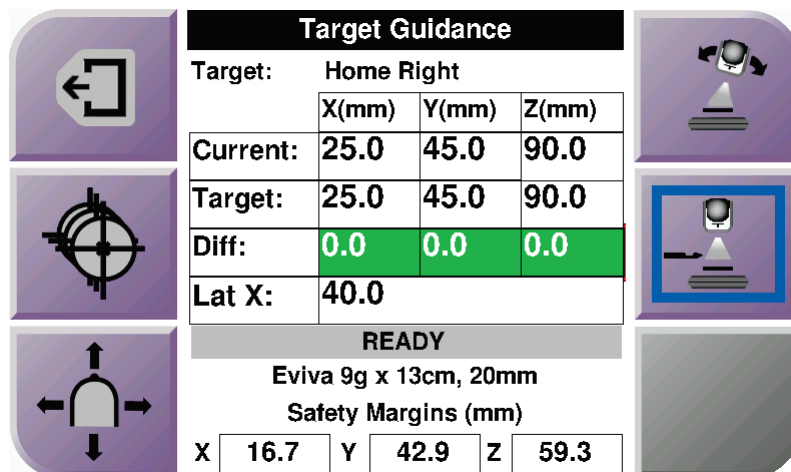 Target Guidance
Target: Home Right
X(mm) Y(mm) Z(mm)
Current: 25.0 45.0 90.0
Target: 25.0 45.0 90.0
Diff: 0.0 0.0 0.0
Lat X: 40.0
READY
Eviva 9g x 13cm, 20mm
Safety Margins (mm)
X 16.7 Y 42.9 Z 59.3